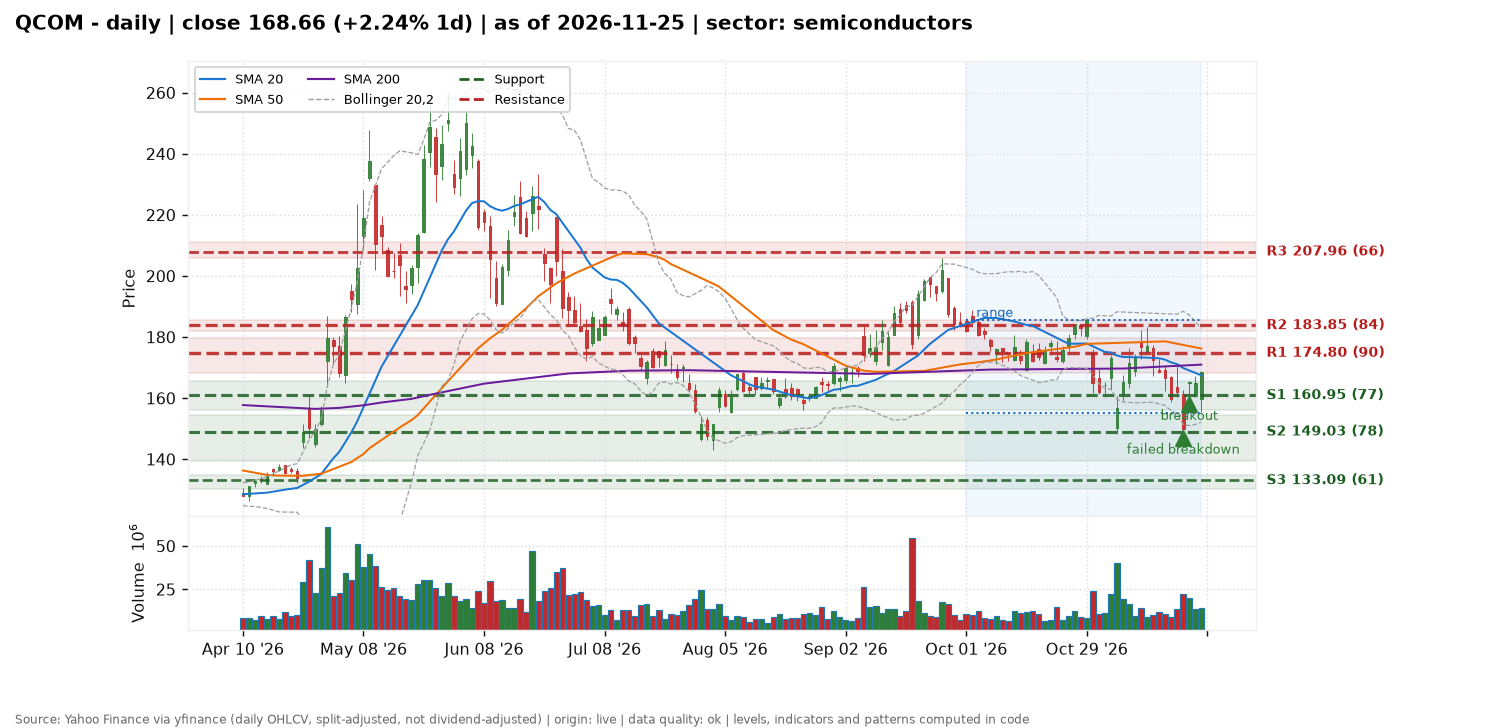 QCOM - daily | close 168.66 (+2.24% 1d) | as of 2026-11-25 | sector: semiconductors
SMA 20
SMA 50
SMA 200
Bollinger 20,2
Support
Resistance
Price
260
240
220
200
180
160
140
R3 207.96 (66)
R2 183.85 (84)
R1 174.80 (90)
S1 160.95 (77)
S2 149.03 (78)
S3 133.09 (61)
range
breakout
failed breakdown
Volume 10⁶
50
25
Apr 10 '26
May 08 '26
Jun 08 '26
Jul 08 '26
Aug 05 '26
Sep 02 '26
Oct 01 '26
Oct 29 '26
Source: Yahoo Finance via yfinance (daily OHLCV, split-adjusted, not dividend-adjusted) | origin: live | data quality: ok | levels, indicators and patterns computed in code